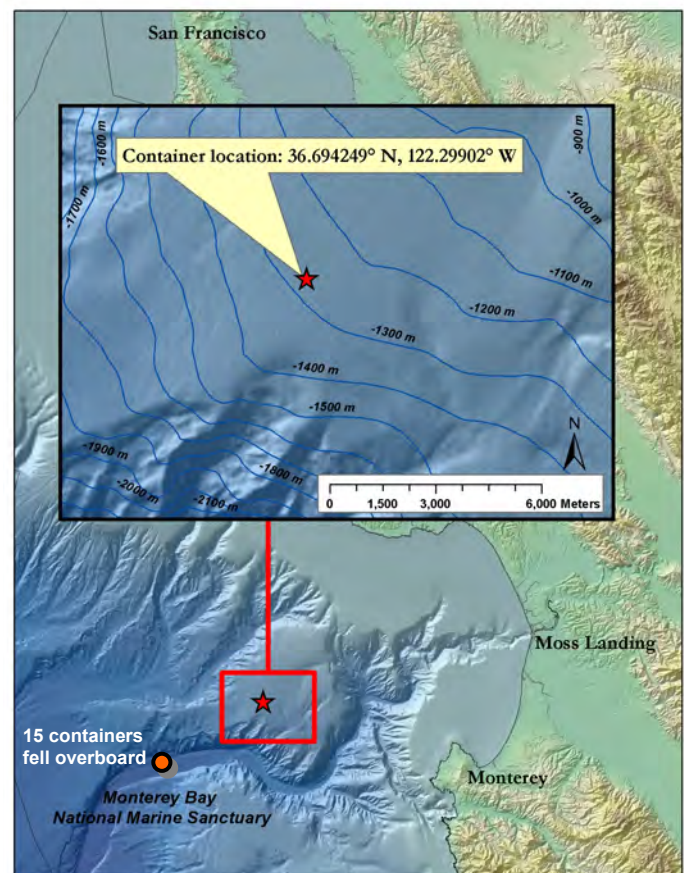 San Francisco
Container location: 36.694249° N, 122.29902° W
-900 m
-1600 m
-1700 m
-1000 m
-1100 m
-1200 m
-1300 m
-1400 m
-1500 m
N
-1900 m
-1800 m
-2000 m
-2100 m
0 1,500 3,000 6,000 Meters
Moss Landing
15 containers
fell overboard
Monterey
Monterey Bay
National Marine Sanctuary